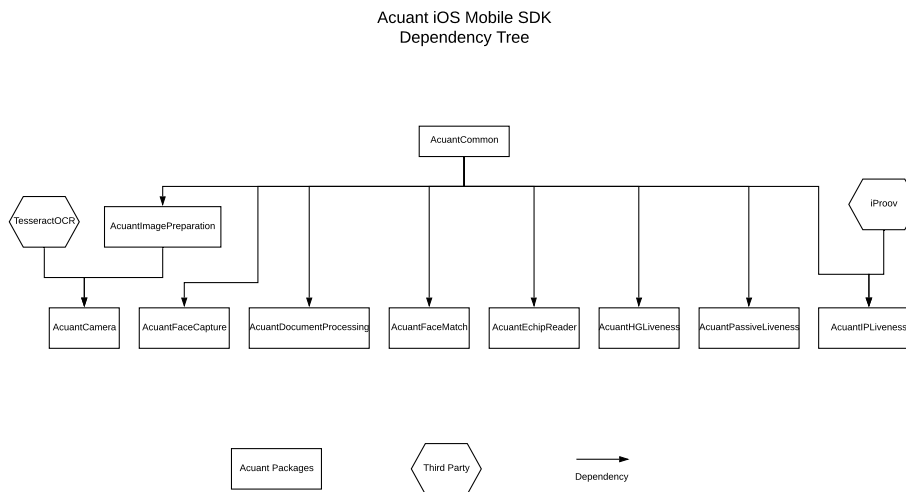 Acuant iOS Mobile SDK
Dependency Tree
AcuantCommon
TesseractOCR
AcuantImagePreparation
iProov
AcuantCamera
AcuantFaceCapture
AcuantDocumentProcessing
AcuantFaceMatch
AcuantEchipReader
AcuantHGLiveness
AcuantPassiveLiveness
AcuantIPLiveness
Acuant Packages
Third Party
Dependency